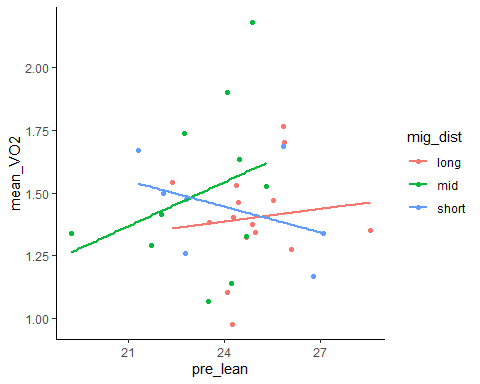 2.00
1.75
1.50
1.25
1.00
mean_VO2
21
24
27
pre_lean
mig_dist
long
mid
short